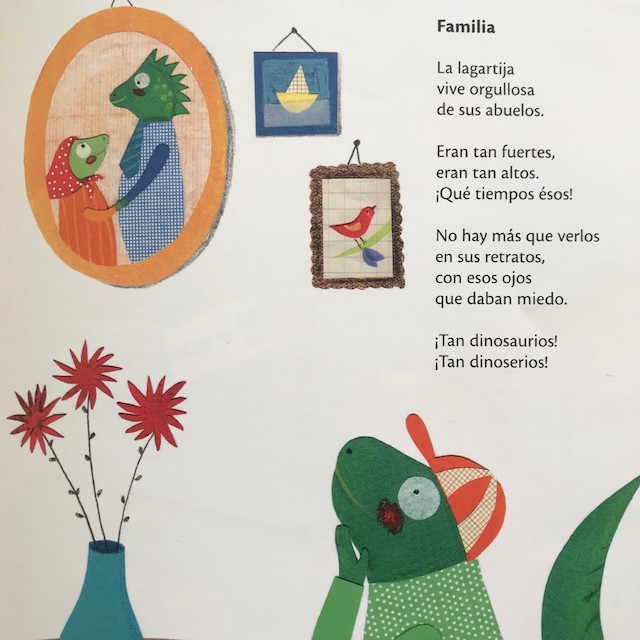 Familia
La lagartija
vive orgullosa
de sus abuelos.
Eran tan fuertes,
eran tan altos.
¡Qué tiempos ésos!
No hay más que verlos
en sus retratos,
con esos ojos
que daban miedo.
¡Tan dinosaurios!
¡Tan dinoserios!